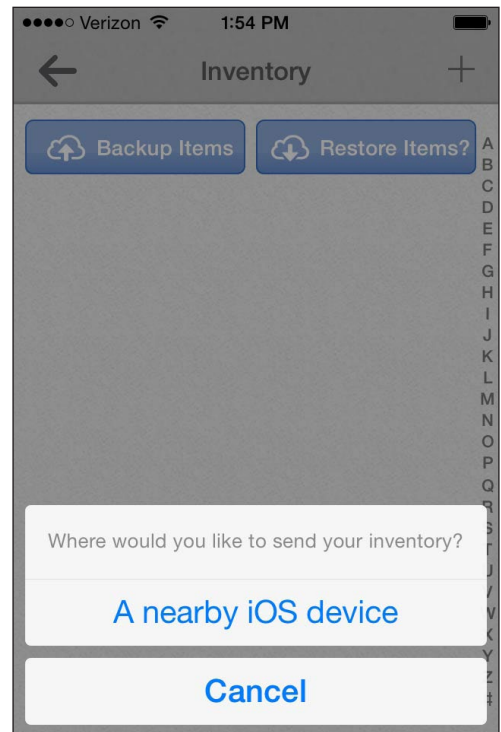 Verizon 1:54 PM
Inventory
Backup Items Restore Items?
A
B
C
D
E
F
G
H
I
J
K
L
M
N
O
P
Q
R
S
T
U
V
W
X
Y
Z
#
Where would you like to send your inventory?
A nearby iOS device
Cancel